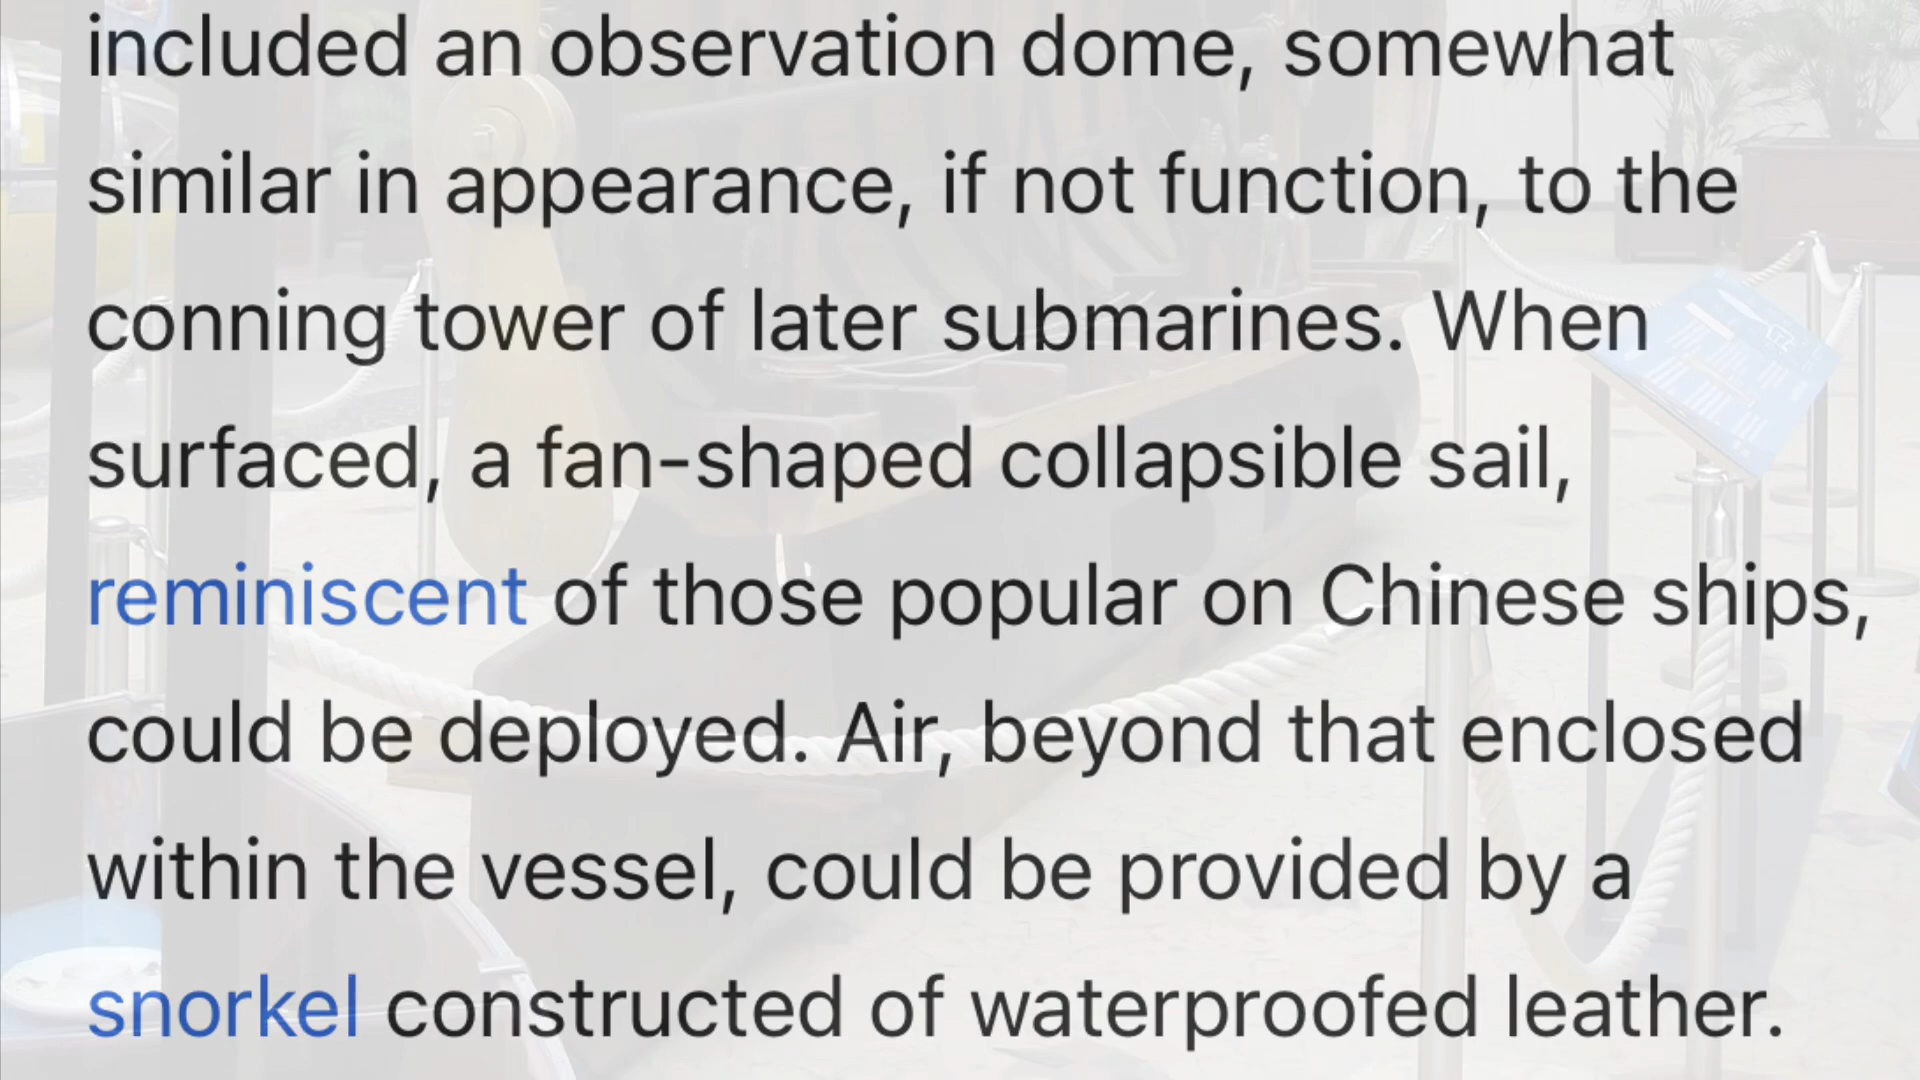 included an observation dome, somewhat
similar in appearance, if not function, to the
conning tower of later submarines. When
surfaced, a fan-shaped collapsible sail,
reminiscent of those popular on Chinese ships,
could be deployed. Air, beyond that enclosed
within the vessel, could be provided by a
snorkel constructed of waterproofed leather.